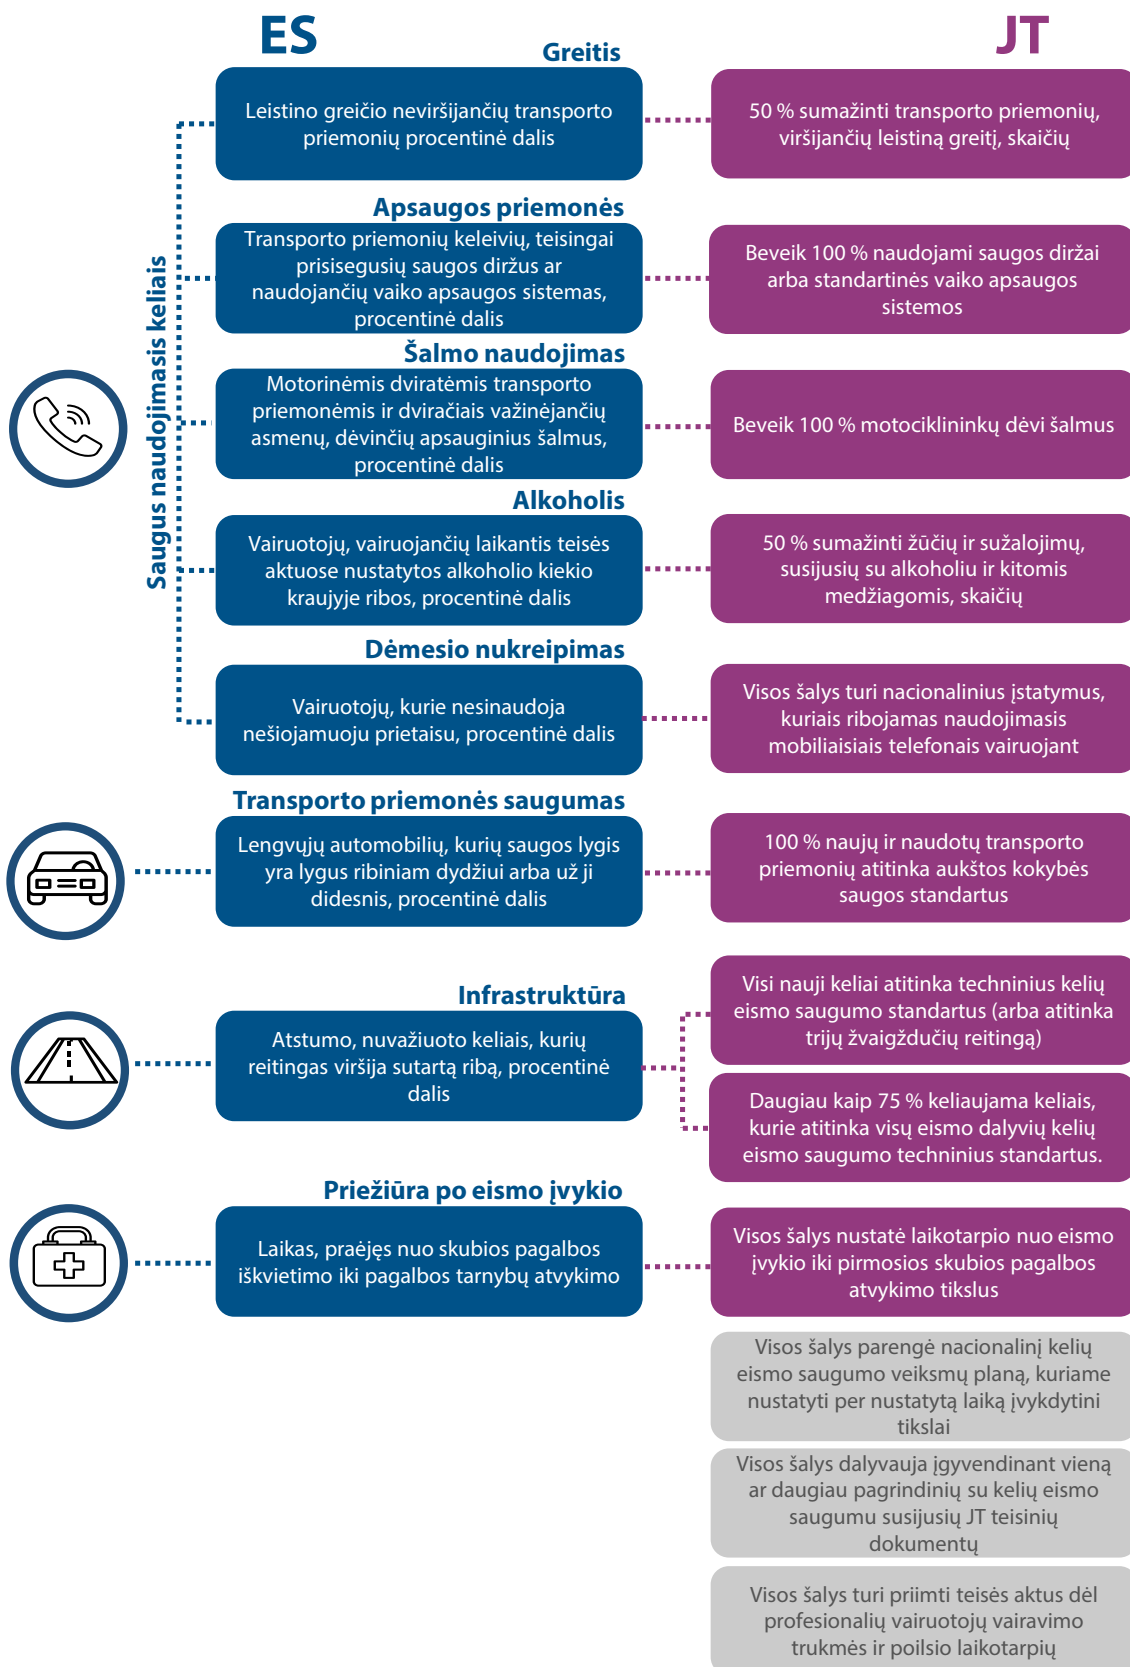 ES
JT
Saugus naudojimasis keliais
Greitis
Leistino greičio neviršijančių transporto
priemonių procentinė dalis
50 % sumažinti transporto priemonių,
viršijančių leistiną greitį, skaičių
Apsaugos priemonės
Transporto priemonių keleivių, teisingai
prisisegusių saugos diržus ar
naudojančių vaiko apsaugos sistemas,
procentinė dalis
Beveik 100 % naudojami saugos diržai
arba standartinės vaiko apsaugos
sistemos
Šalmo naudojimas
Motorinėmis dviratėmis transporto
priemonėmis ir dviračiais važinėjančių
asmenų, dėvinčių apsauginius šalmus,
procentinė dalis
Beveik 100 % motociklininkų dėvi šalmus
Alkoholis
Vairuotojų, vairuojančių laikantis teisės
aktuose nustatytos alkoholio kiekio
kraujyje ribos, procentinė dalis
50 % sumažinti žūčių ir sužalojimų,
susijusių su alkoholiu ir kitomis
medžiagomis, skaičių
Dėmesio nukreipimas
Vairuotojų, kurie nesinaudoja
nešiojamuoju prietaisu, procentinė dalis
Visos šalys turi nacionalinius įstatymus,
kuriais ribojamas naudojimasis
mobiliaisiais telefonais vairuojant
Transporto priemonės saugumas
Lengvųjų automobilių, kurių saugos lygis
yra lygus ribiniam dydžiui arba už ji
didesnis, procentinė dalis
100 % naujų ir naudotų transporto
priemonių atitinka aukštos kokybės
saugos standartus
Infrastruktūra
Atstumo, nuvažiuoto keliais, kurių
reitingas viršija sutartą ribą, procentinė
dalis
Visi nauji keliai atitinka techninius kelių
eismo saugumo standartus (arba atitinka
trijų žvaigždučių reitingą)
Daugiau kaip 75 % keliaujama keliais,
kurie atitinka visų eismo dalyvių kelių
eismo saugumo techninius standartus.
Priežiūra po eismo įvykio
Laikas, praėjęs nuo skubios pagalbos
iškvietimo iki pagalbos tarnybų atvykimo
Visos šalys nustatė laikotarpio nuo eismo
įvykio iki pirmosios skubios pagalbos
atvykimo tikslus
Visos šalys parengė nacionalinį kelių
eismo saugumo veiksmų planą, kuriame
nustatyti per nustatytą laiką įvykdytini
tikslai
Visos šalys dalyvauja įgyvendinant vieną
ar daugiau pagrindinių su kelių eismo
saugumu susijusių JT teisinių
dokumentų
Visos šalys turi priimti teisės aktus dėl
profesionalių vairuotojų vairavimo
trukmės ir poilsio laikotarpių